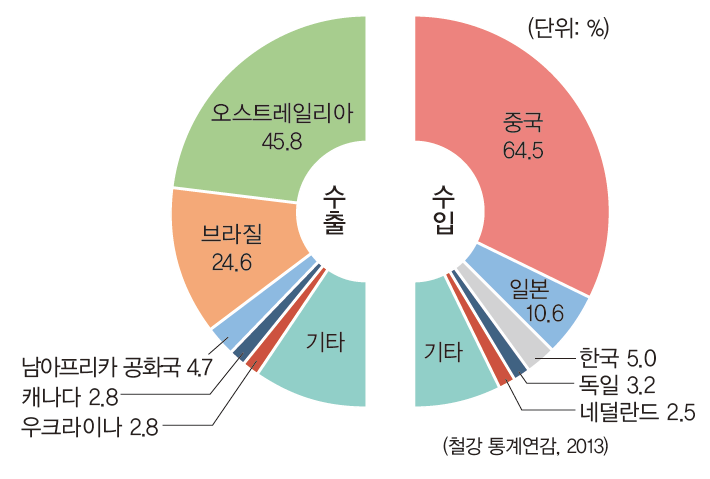 (단위: %)
오스트레일리아
45.8
브라질
24.6
남아프리카 공화국 4.7
캐나다 2.8
우크라이나 2.8
기타
수출
수입
중국
64.5
일본
10.6
한국 5.0
독일 3.2
네덜란드 2.5
기타
(철강 통계연감, 2013)